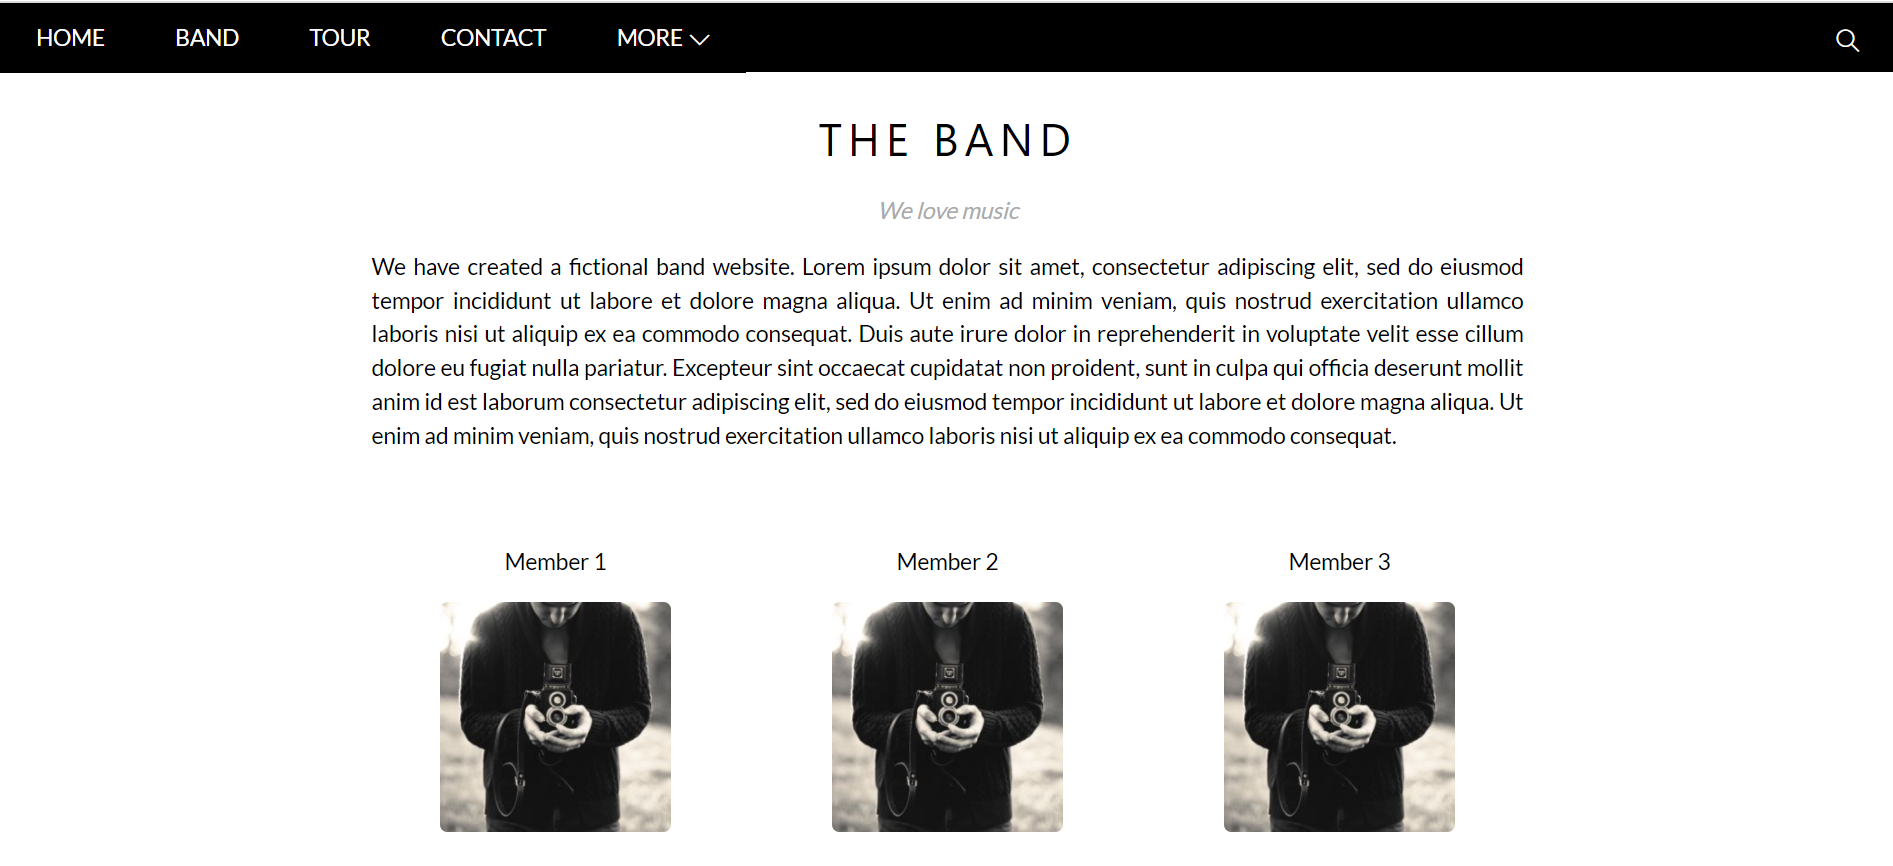 HOME BAND TOUR CONTACT MORE
THE BAND
We love music
We have created a fictional band website. Lorem ipsum dolor sit amet, consectetur adipiscing elit, sed do eiusmod
tempor incididunt ut labore et dolore magna aliqua. Ut enim ad minim veniam, quis nostrud exercitation ullamco
laboris nisi ut aliquip ex ea commodo consequat. Duis aute irure dolor in reprehenderit in voluptate velit esse cillum
dolore eu fugiat nulla pariatur. Excepteur sint occaecat cupidatat non proident, sunt in culpa qui officia deserunt mollit
anim id est laborum consectetur adipiscing elit, sed do eiusmod tempor incididunt ut labore et dolore magna aliqua. Ut
enim ad minim veniam, quis nostrud exercitation ullamco laboris nisi ut aliquip ex ea commodo consequat.
Member 1 Member 2 Member 3